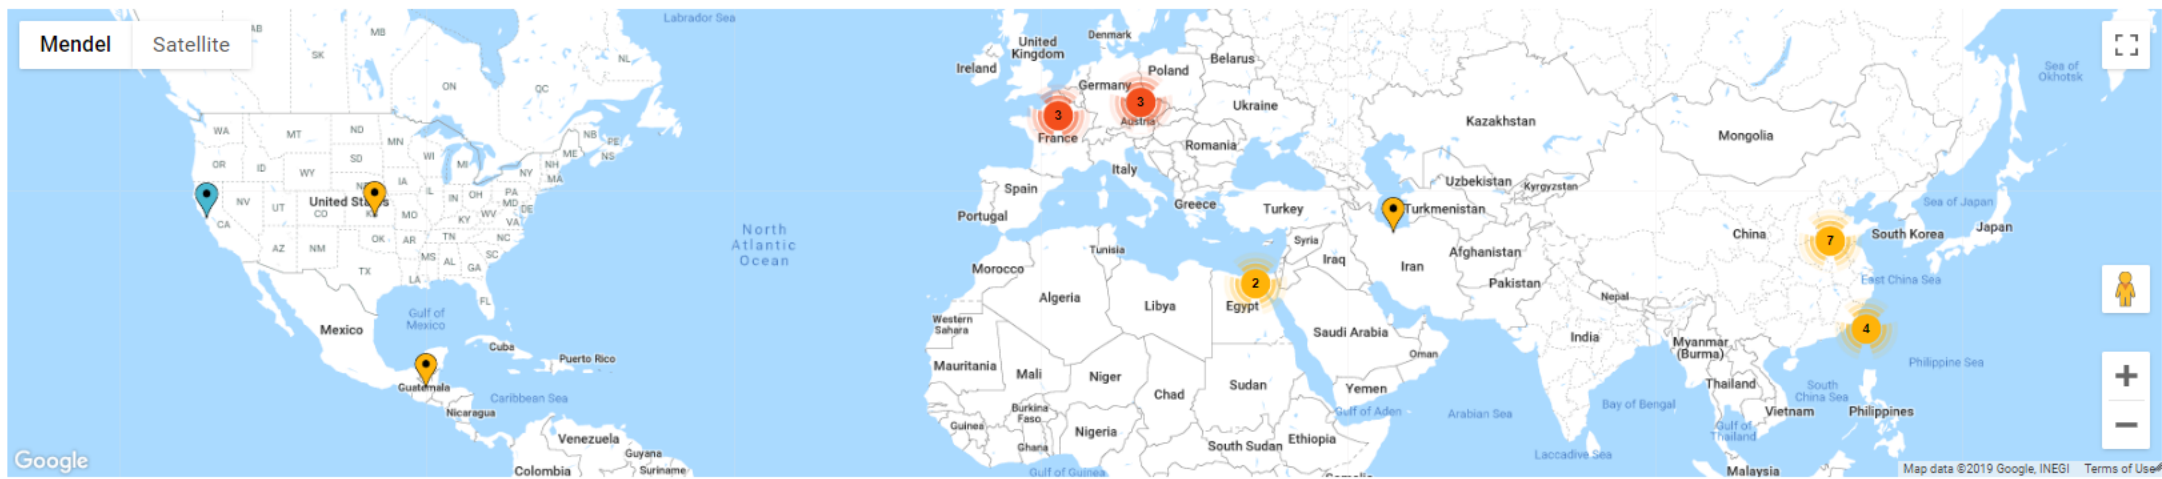 Mendel
Satellite
Labrador Sea
AB
SK
MB
ON
QC
NL
NB
PE
NS
ME
NH
MA
NY
WA
MT
ND
MN
OR
ID
WY
SD
WI
MI
IA
IL
IN
OH
PA
MD
DE
NV
UT
CO
United States
MO
KY
WV
VA
CA
AZ
NM
OK
AR
TN
NC
SC
MS
AL
GA
TX
LA
FL
Gulf of
Mexico
Mexico
Cuba
Puerto Rico
Guatemala
Caribbean Sea
Nicaragua
Venezuela
Guyana
Colombia
Suriname
North
Atlantic
Ocean
United
Kingdom
Ireland
Denmark
Germany
Poland
Belarus
3
3
Austria
France
Ukraine
Romania
Italy
Spain
Portugal
Greece
Turkey
Tunisia
Morocco
Algeria
Libya
2
Egypt
Syria
Iraq
Iran
Western
Sahara
Mauritania
Mali
Niger
Chad
Sudan
Saudi Arabia
Oman
Yemen
Gulf of Aden
Burkina
Faso
Guinea
Ghana
Nigeria
South Sudan
Ethiopia
Gulf of Guinea
Somalia
Kazakhstan
Uzbekistan
Kyrgyzstan
Turkmenistan
Afghanistan
Pakistan
Nepal
India
Arabian Sea
Bay of Bengal
Laccadive Sea
Mongolia
China
7
4
Myanmar
(Burma)
Thailand
Vietnam
Gulf of
Thailand
South
China Sea
Philippines
Malaysia
Sea of
Okhotsk
Sea of Japan
South Korea
Japan
East China Sea
Philippine Sea
Google
Map data ©2019 Google, INEGI
Terms of Use